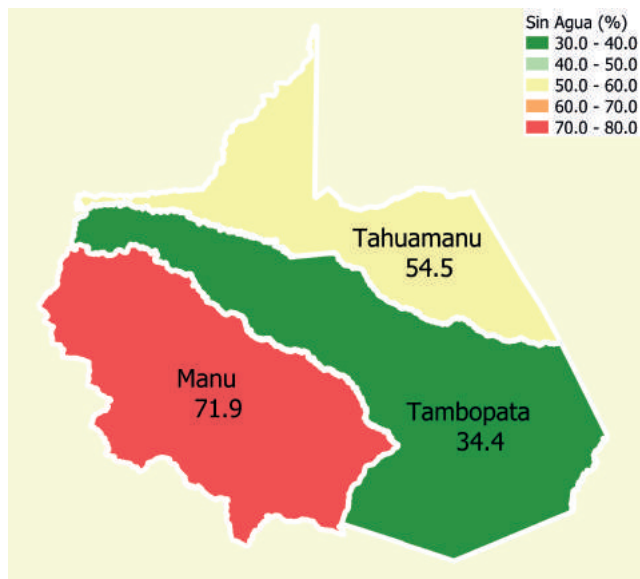 Sin Agua (%)
30.0 - 40.0
40.0 - 50.0
50.0 - 60.0
60.0 - 70.0
70.0 - 80.0
Tahuamanu
54.5
Manu
71.9
Tambopata
34.4